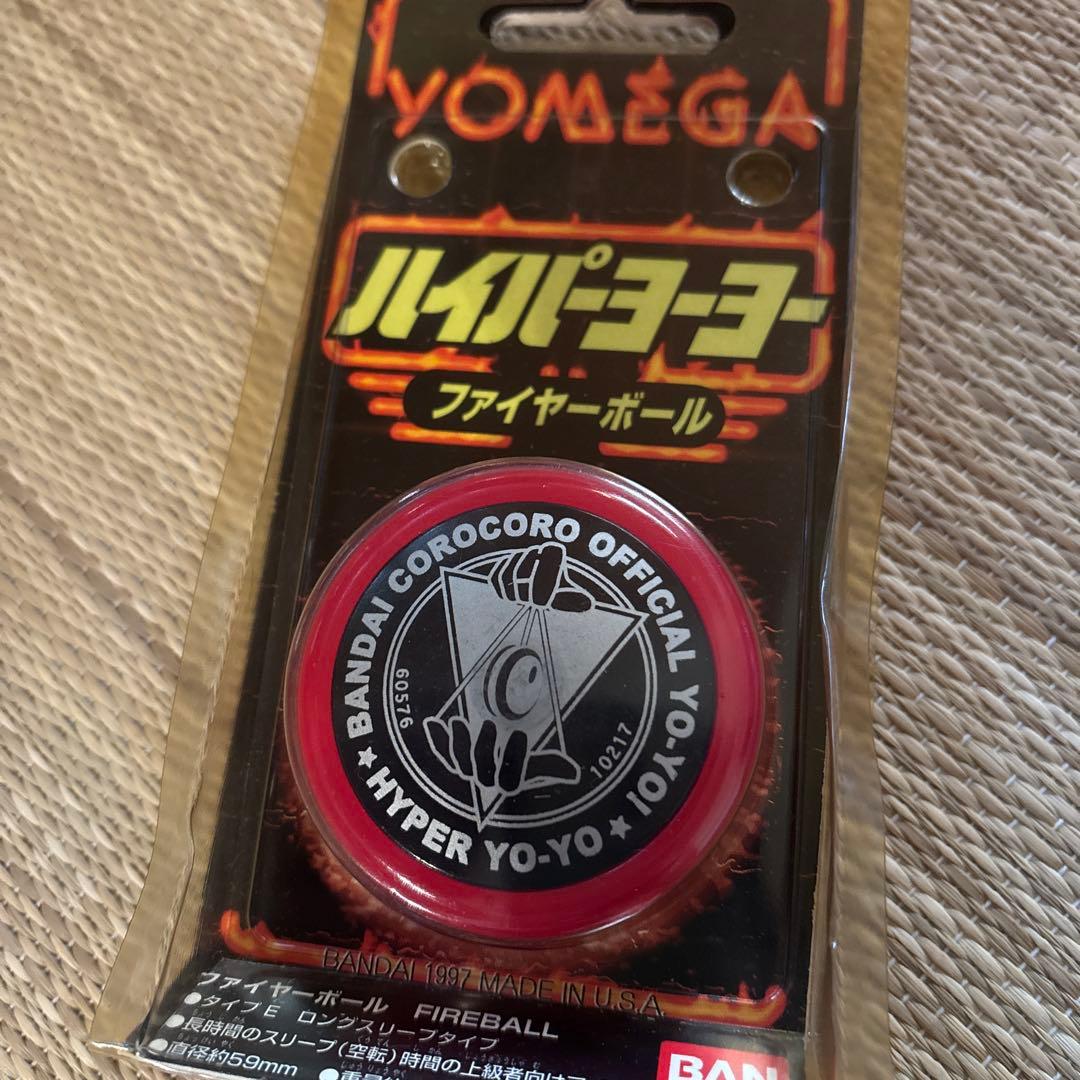 YOMEGA
ハイパーヨーヨー
ファイヤーボール
BANDAI COROCORO OFFICIAL YO-YO!
★HYPER YO-YO★
60576
10217
BANDAI 1997 MADE IN U.S.A.
ファイヤーボール FIREBALL
●タイプE ロングスリープタイプ
●長時間のスリープ(空転)時間の上級者向け
●直径約59mm ●重量
BAN